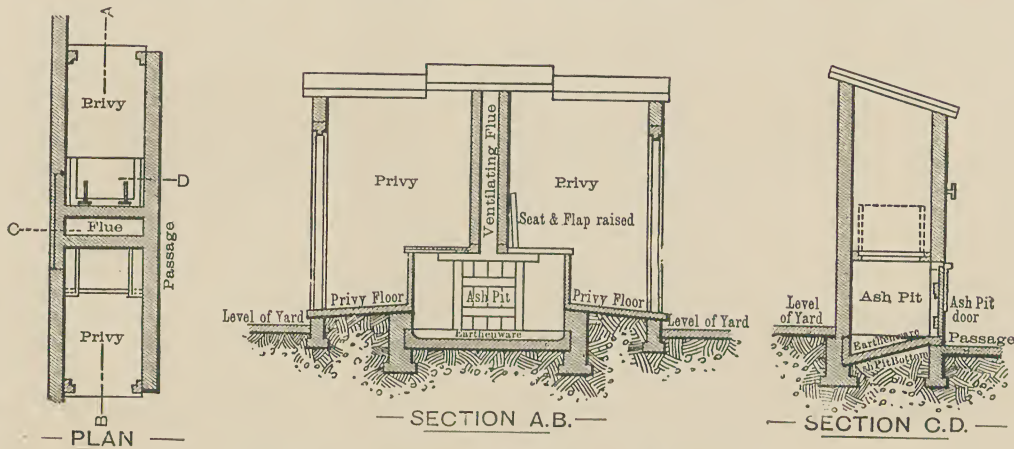 A
Privy
D
C
Flue
Passage
Privy
B
— PLAN —
Ventilating Flue
Privy
Privy
Seat & Flap raised
Privy Floor
Ash Pit
Privy Floor
Level of Yard
Level of Yard
Earthenware
— SECTION A.B. —
Level of Yard
Ash Pit
Ash Pit door
Passage
Earthenware
Ash Pit Bottom
— SECTION C.D. —